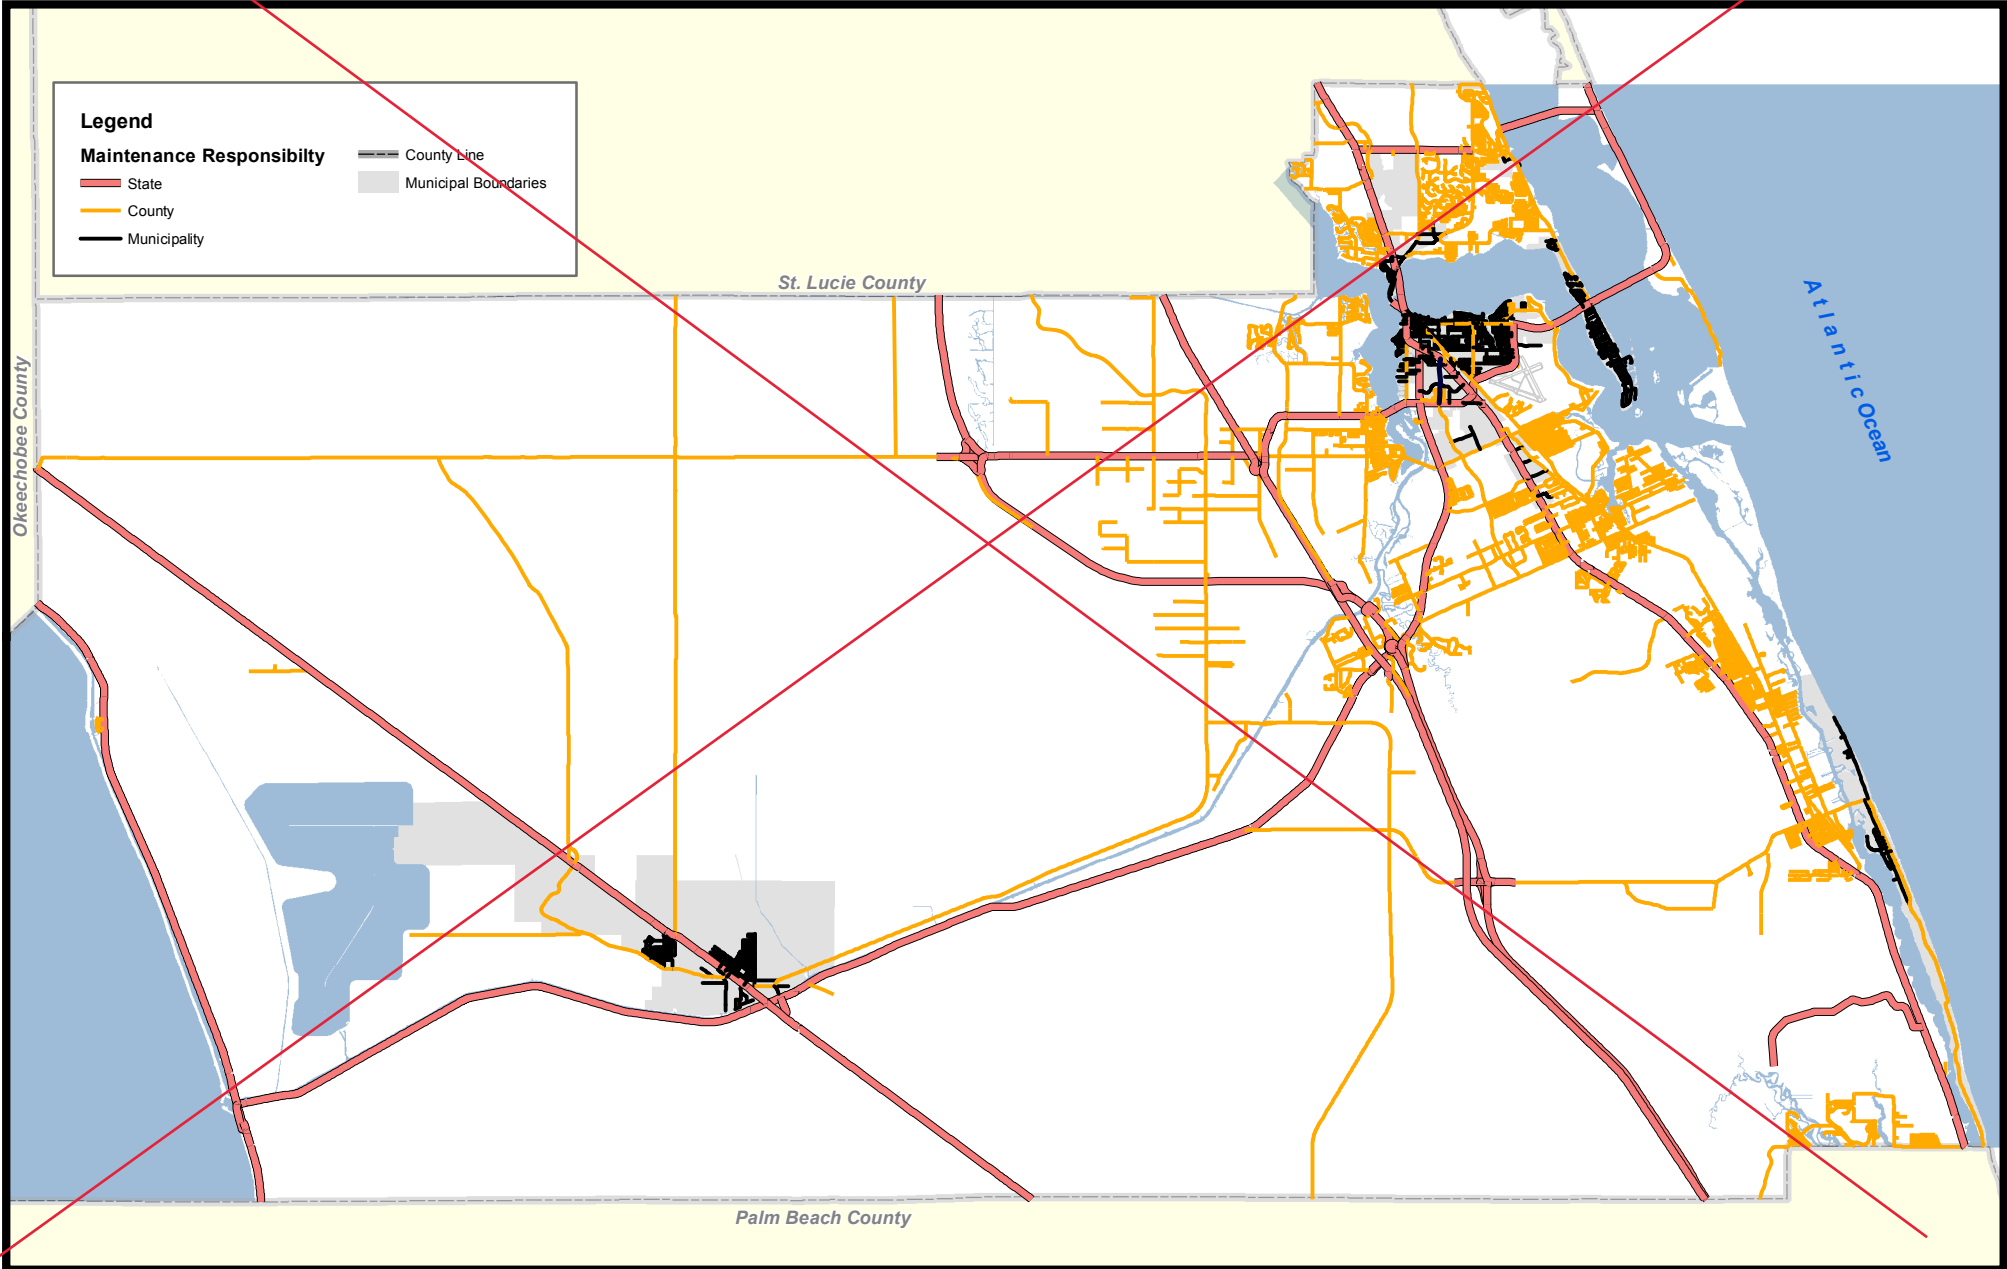 Legend
Maintenance Responsibilty
State
County
Municipality
County Line
Municipal Boundaries
St. Lucie County
Okeechobee County
Atlantic Ocean
Palm Beach County